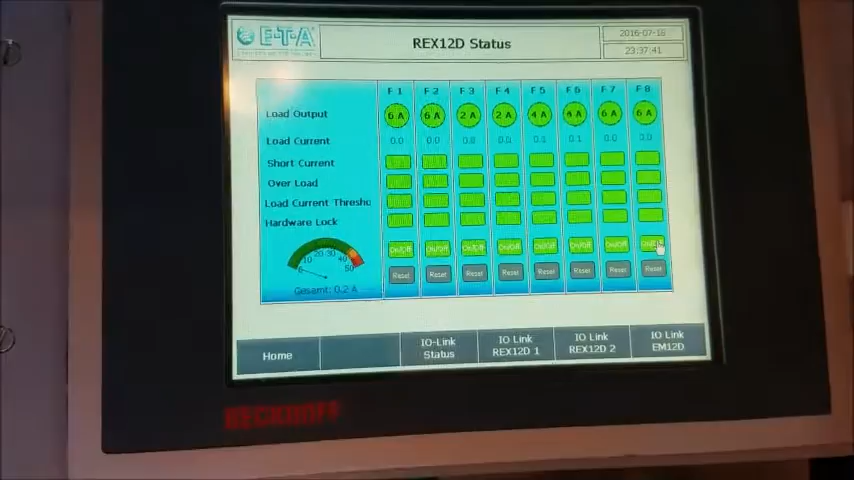 E-T-A
REX12D Status
2016-07-18
23:37:41
F 1 F 2 F 3 F 4 F 5 F 6 F 7 F 8
Load Output 6 A 6 A 2 A 2 A 4 A 4 A 6 A 6 A
Load Current 0.0 0.0 0.0 0.0 0.1 0.1 0.0 0.0
Short Current
Over Load
Load Current Thresho
Hardware Lock
On/Off On/Off On/Off On/Off On/Off On/Off On/Off On/Off
Reset Reset Reset Reset Reset Reset Reset Reset
10 20 30 40 50
Gesamt: 0.2 A
Home
IO-Link Status
IO Link REX12D 1
IO Link REX12D 2
IO Link EM12D
BECKHOFF